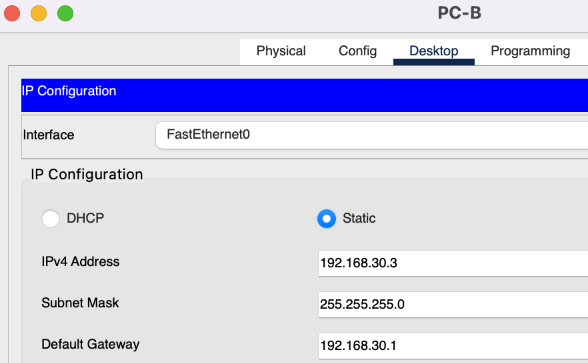 PC-B
Physical Config Desktop Programming
IP Configuration
Interface FastEthernet0
IP Configuration
DHCP Static
IPv4 Address 192.168.30.3
Subnet Mask 255.255.255.0
Default Gateway 192.168.30.1